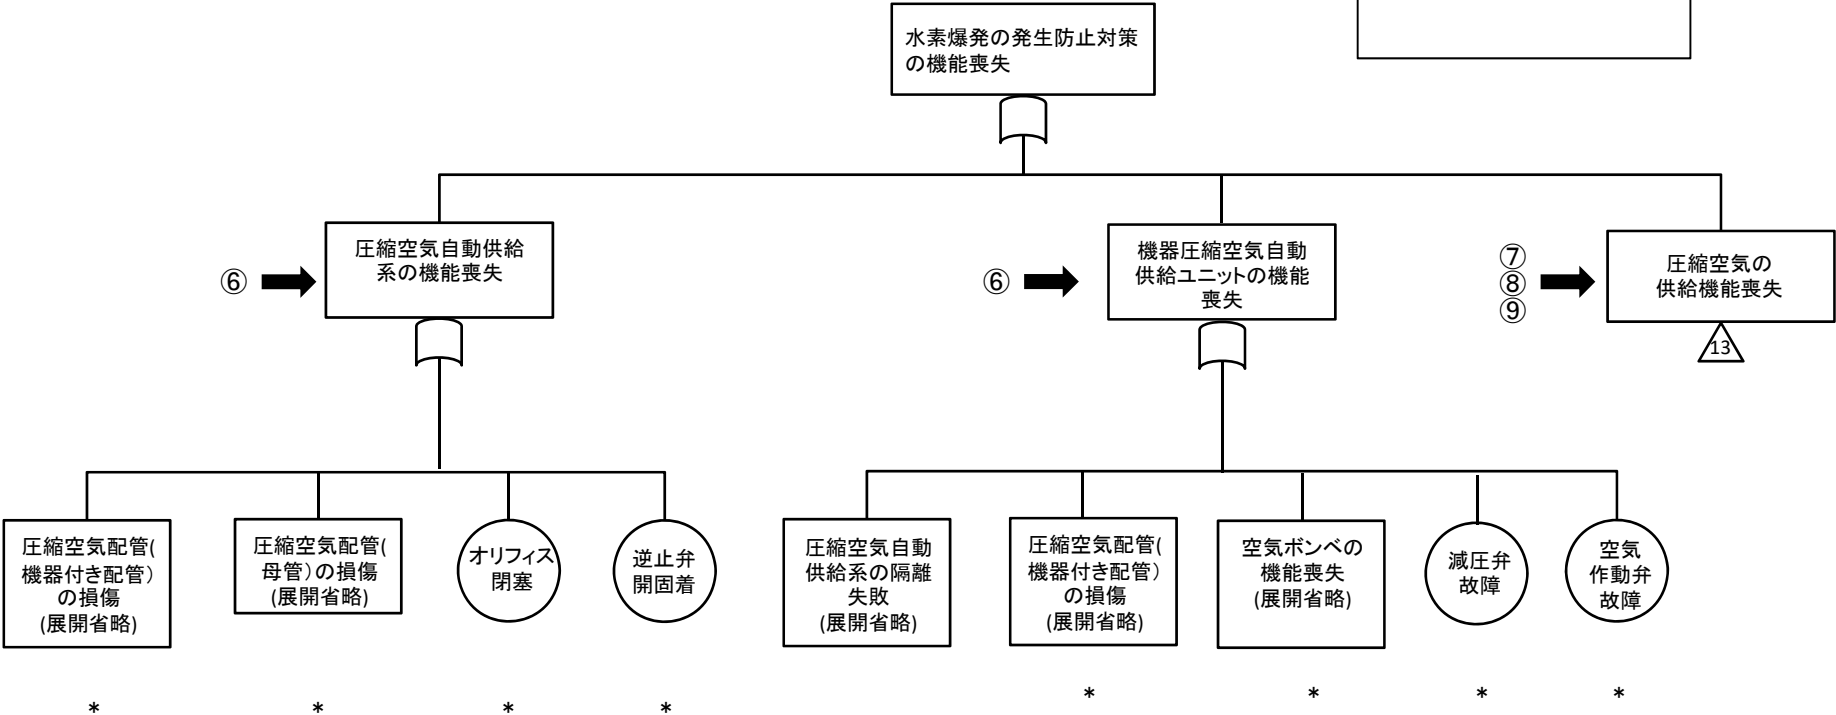 水素爆発の発生防止対策
の機能喪失
⑥
圧縮空気自動供給
系の機能喪失
⑥
機器圧縮空気自動
供給ユニットの機能
喪失
⑦
⑧
⑨
圧縮空気の
供給機能喪失
13
圧縮空気配管(
機器付き配管）
の損傷
(展開省略)
圧縮空気配管(
母管）の損傷
(展開省略)
オリフィス
閉塞
逆止弁
開固着
圧縮空気自動
供給系の隔離
失敗
(展開省略)
圧縮空気配管(
機器付き配管）
の損傷
(展開省略)
空気ボンベの
機能喪失
(展開省略)
減圧弁
故障
空気
作動弁
故障
*
*
*
*
*
*
*
*